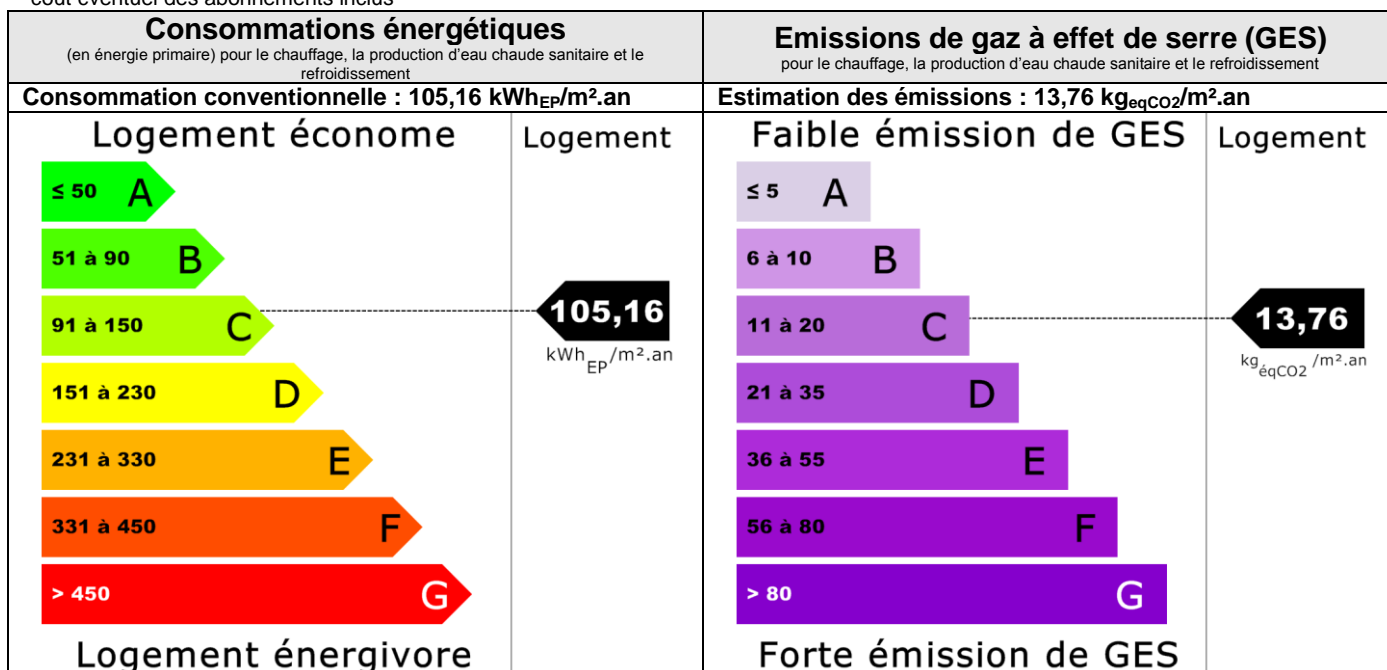 coût éventuel des abonnements inclus
Consommations énergétiques
(en énergie primaire) pour le chauffage, la production d'eau chaude sanitaire et le
refroidissement
Consommation conventionnelle : 105,16 kWhEP/m².an
Logement économe
Logement
≤ 50 A
51 à 90 B
91 à 150 C
105,16
kWhEP/m².an
151 à 230 D
231 à 330 E
331 à 450 F
> 450 G
Logement énergivore
Emissions de gaz à effet de serre (GES)
pour le chauffage, la production d'eau chaude sanitaire et le refroidissement
Estimation des émissions : 13,76 kgeqCO2/m².an
Faible émission de GES
Logement
≤ 5 A
6 à 10 B
11 à 20 C
13,76
kgéqCO2 /m².an
21 à 35 D
36 à 55 E
56 à 80 F
> 80 G
Forte émission de GES